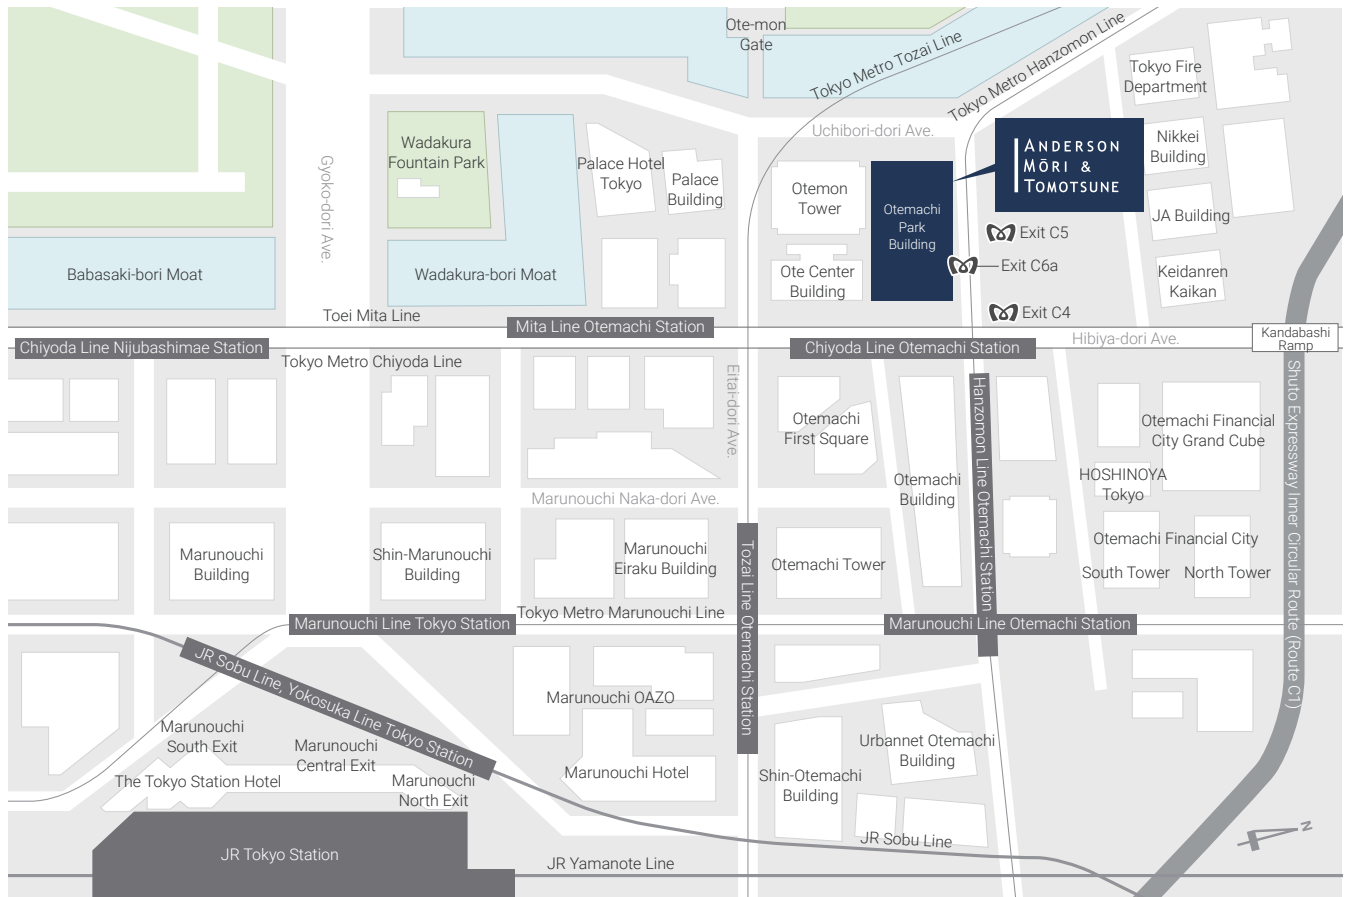 Ote-mon
Gate
Tokyo Metro Tozai Line
Tokyo Metro Hanzomon Line
Tokyo Fire
Department
Uchibori-dori Ave.
Wadakura
Fountain Park
Gyoko-dori Ave.
Palace Hotel
Tokyo
Palace
Building
Otemon
Tower
Otemachi
Park
Building
ANDERSON
MŌRI &
TOMOTSUNE
Nikkei
Building
JA Building
Exit C5
Exit C6a
Exit C4
Keidanren
Kaikan
Babasaki-bori Moat
Wadakura-bori Moat
Ote Center
Building
Toei Mita Line
Mita Line Otemachi Station
Hibiya-dori Ave.
Kandabashi
Ramp
Chiyoda Line Nijubashimae Station
Chiyoda Line Otemachi Station
Tokyo Metro Chiyoda Line
Eitai-dori Ave.
Hanzomon Line Otemachi Station
Shuto Expressway Inner Circular Route (Route C1)
Otemachi
First Square
Otemachi Financial
City Grand Cube
Otemachi
Building
HOSHINOYA
Tokyo
Marunouchi Naka-dori Ave.
Marunouchi
Building
Shin-Marunouchi
Building
Marunouchi
Eiraku Building
Tozai Line Otemachi Station
Otemachi Tower
Otemachi Financial City
South Tower
North Tower
Tokyo Metro Marunouchi Line
Marunouchi Line Tokyo Station
Marunouchi Line Otemachi Station
JR Sobu Line, Yokosuka Line Tokyo Station
Marunouchi OAZO
Marunouchi
South Exit
Marunouchi
Central Exit
Marunouchi
North Exit
The Tokyo Station Hotel
Marunouchi Hotel
Shin-Otemachi
Building
Urbannet Otemachi
Building
JR Sobu Line
JR Tokyo Station
JR Yamanote Line
N